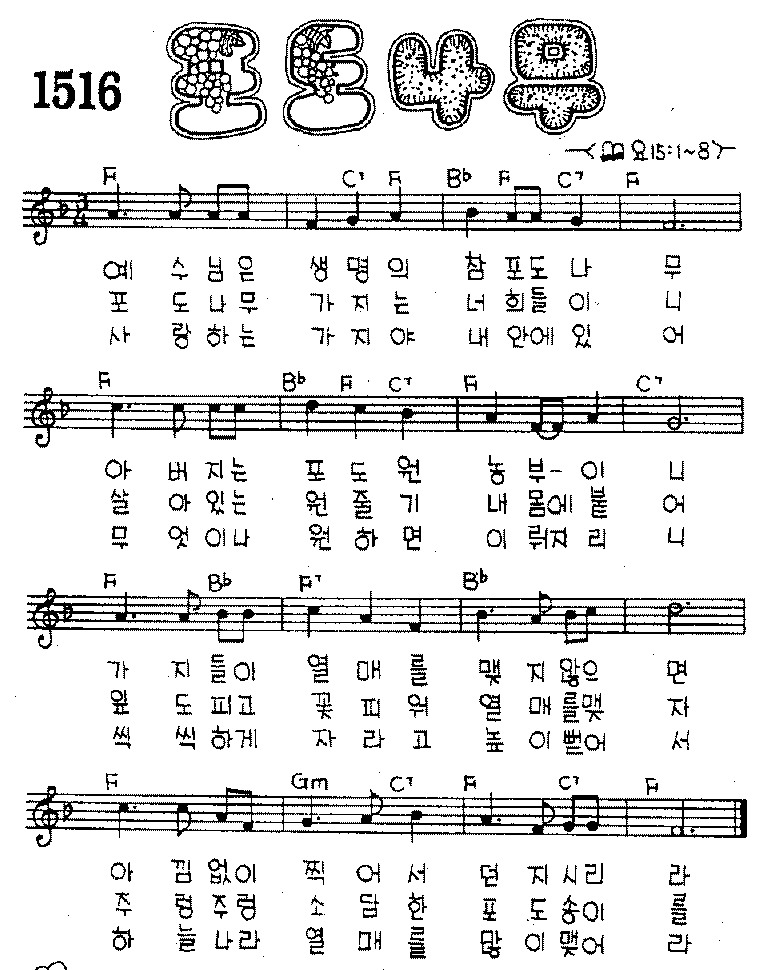 1516 포도나무
요15:1~8
F C7 F Bb F C7 F
예 수 님 은 생 명 의 참 포 도 나 무
포 도 나 무 가 지 는 너 희 들 이 니
사 랑 하 는 가 지 야 내 안 에 있 어
F Bb F C7 F C7
아 버 지 는 포 도 원 농 부 - 이 니
살 아 있 는 원 줄 기 내 몸 에 붙 어
무 엇 이 나 원 하 면 이 뤄 지 리 니
F Bb F7 Bb
가 지 들 이 열 매 를 맺 지 않 으 면
잎 도 피 고 꽃 피 워 열 매 를 맺 자
씩 씩 하 게 자 라 고 높 이 뻗 어 서
F Gm C7 F C7 F
아 낌 없 이 찍 어 서 던 지 시 리 라
주 렁 주 렁 소 담 한 포 도 송 이 를
하 늘 나 라 열 매 를 많 이 맺 어 라